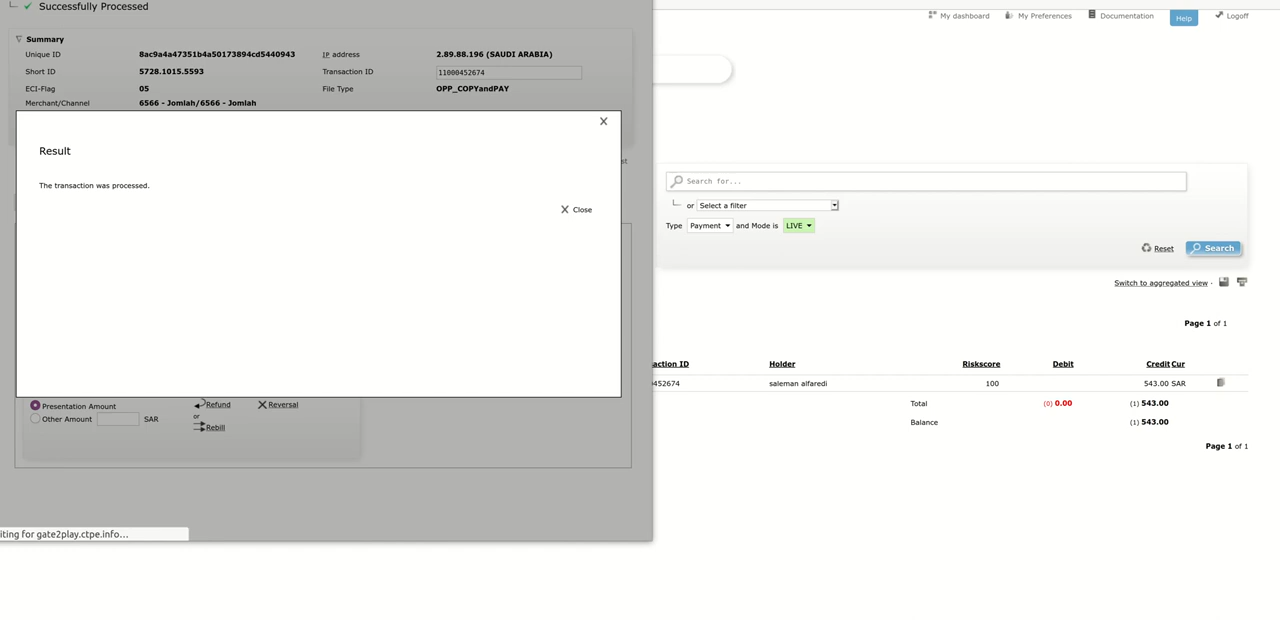 Successfully Processed
My dashboard My Preferences Documentation Help Logoff
Summary
Unique ID 8ac9a4a47351b4a50173894cd5440943 IP address 2.89.88.196 (SAUDI ARABIA)
Short ID 5728.1015.5593 Transaction ID 11000452674
ECI-Flag 05 File Type OPP_COPYandPAY
Merchant/Channel 6566 - Jomlah/6566 - Jomlah
X
Result
The transaction was processed.
X Close
Search for...
or Select a filter
Type Payment and Mode is LIVE
Reset Search
Switch to aggregated view ·
Page 1 of 1
action ID Holder Riskscore Debit Credit Cur
452674 saleman alfaredi 100 543.00 SAR
Total (0) 0.00 (1) 543.00
Balance (1) 543.00
Page 1 of 1
Presentation Amount Refund Reversal
or
Other Amount SAR Rebill
iting for gate2play.ctpe.info...